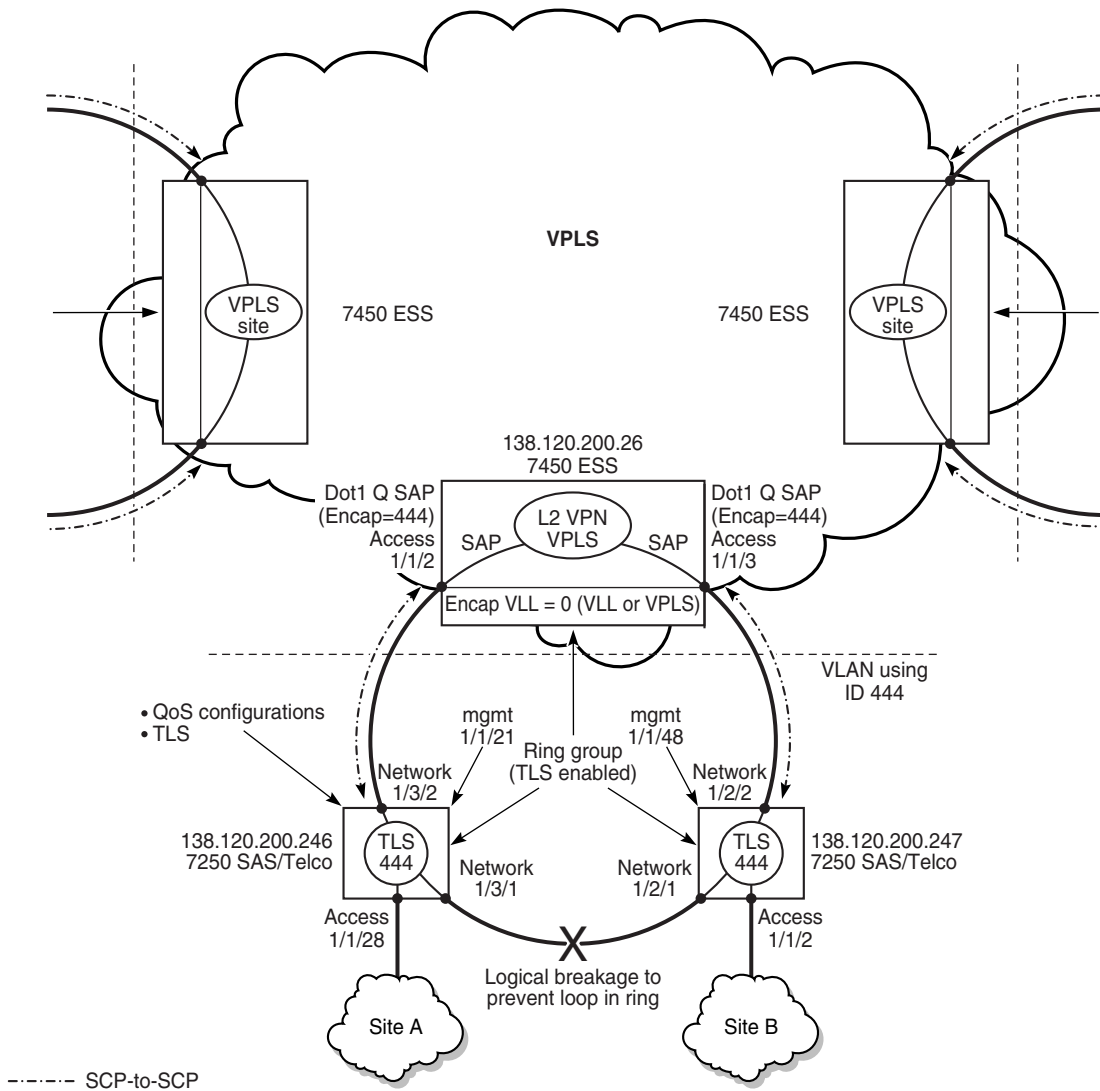 VPLS
VPLS
site
7450 ESS
7450 ESS
VPLS
site
138.120.200.26
7450 ESS
Dot1 Q SAP
(Encap=444)
Access
1/1/2
SAP
L2 VPN
VPLS
SAP
Dot1 Q SAP
(Encap=444)
Access
1/1/3
Encap VLL = 0 (VLL or VPLS)
VLAN using
ID 444
• QoS configurations
• TLS
mgmt
1/1/21
Ring group
(TLS enabled)
mgmt
1/1/48
Network
1/3/2
Network
1/2/2
138.120.200.246
7250 SAS/Telco
TLS
444
Network
1/3/1
Network
1/2/1
TLS
444
138.120.200.247
7250 SAS/Telco
Access
1/1/28
Access
1/1/2
X
Logical breakage to
prevent loop in ring
Site A
Site B
SCP-to-SCP